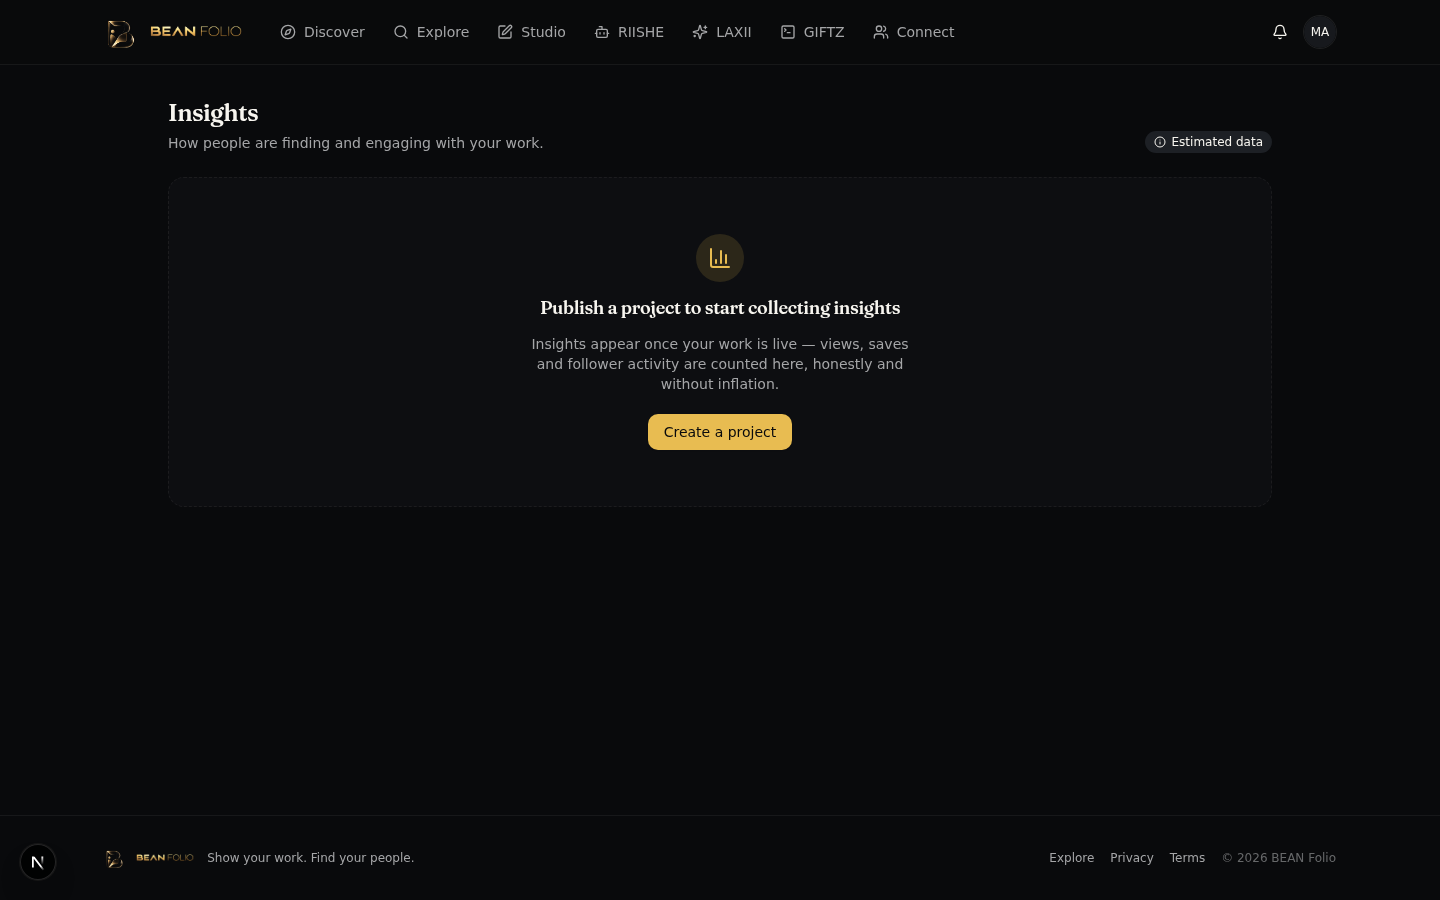 BEAN FOLIO
Discover
Explore
Studio
RIISHE
LAXII
GIFTZ
Connect
MA
Insights
How people are finding and engaging with your work.
Estimated data
Publish a project to start collecting insights
Insights appear once your work is live — views, saves
and follower activity are counted here, honestly and
without inflation.
Create a project
N
BEAN FOLIO
Show your work. Find your people.
Explore
Privacy
Terms
© 2026 BEAN Folio